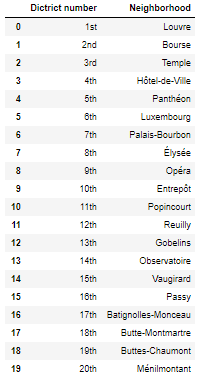 Dictrict number Neighborhood
0 1st Louvre
1 2nd Bourse
2 3rd Temple
3 4th Hôtel-de-Ville
4 5th Panthéon
5 6th Luxembourg
6 7th Palais-Bourbon
7 8th Élysée
8 9th Opéra
9 10th Entrepôt
10 11th Popincourt
11 12th Reuilly
12 13th Gobelins
13 14th Observatoire
14 15th Vaugirard
15 16th Passy
16 17th Batignolles-Monceau
17 18th Butte-Montmartre
18 19th Buttes-Chaumont
19 20th Ménilmontant